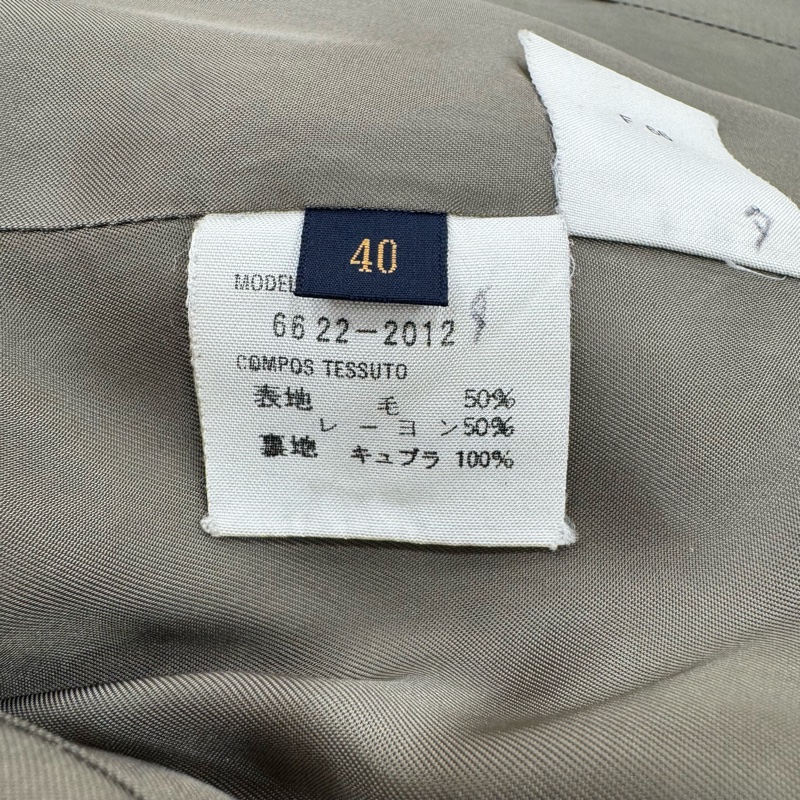 40
MODEL
6622-2012
COMPOS TESSUTO
表地 毛 50%
レーヨン50%
裏地 キュプラ 100%